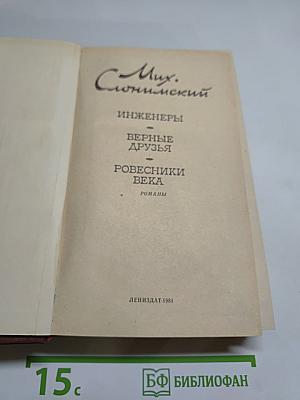 Мих.
Слонимский
ИНЖЕНЕРЫ
ВЕРНЫЕ
ДРУЗЬЯ
РОВЕСНИКИ
ВЕКА
РОМАНЫ
ЛЕНИЗДАТ·1981
15с
БФ БИБЛИОФАН